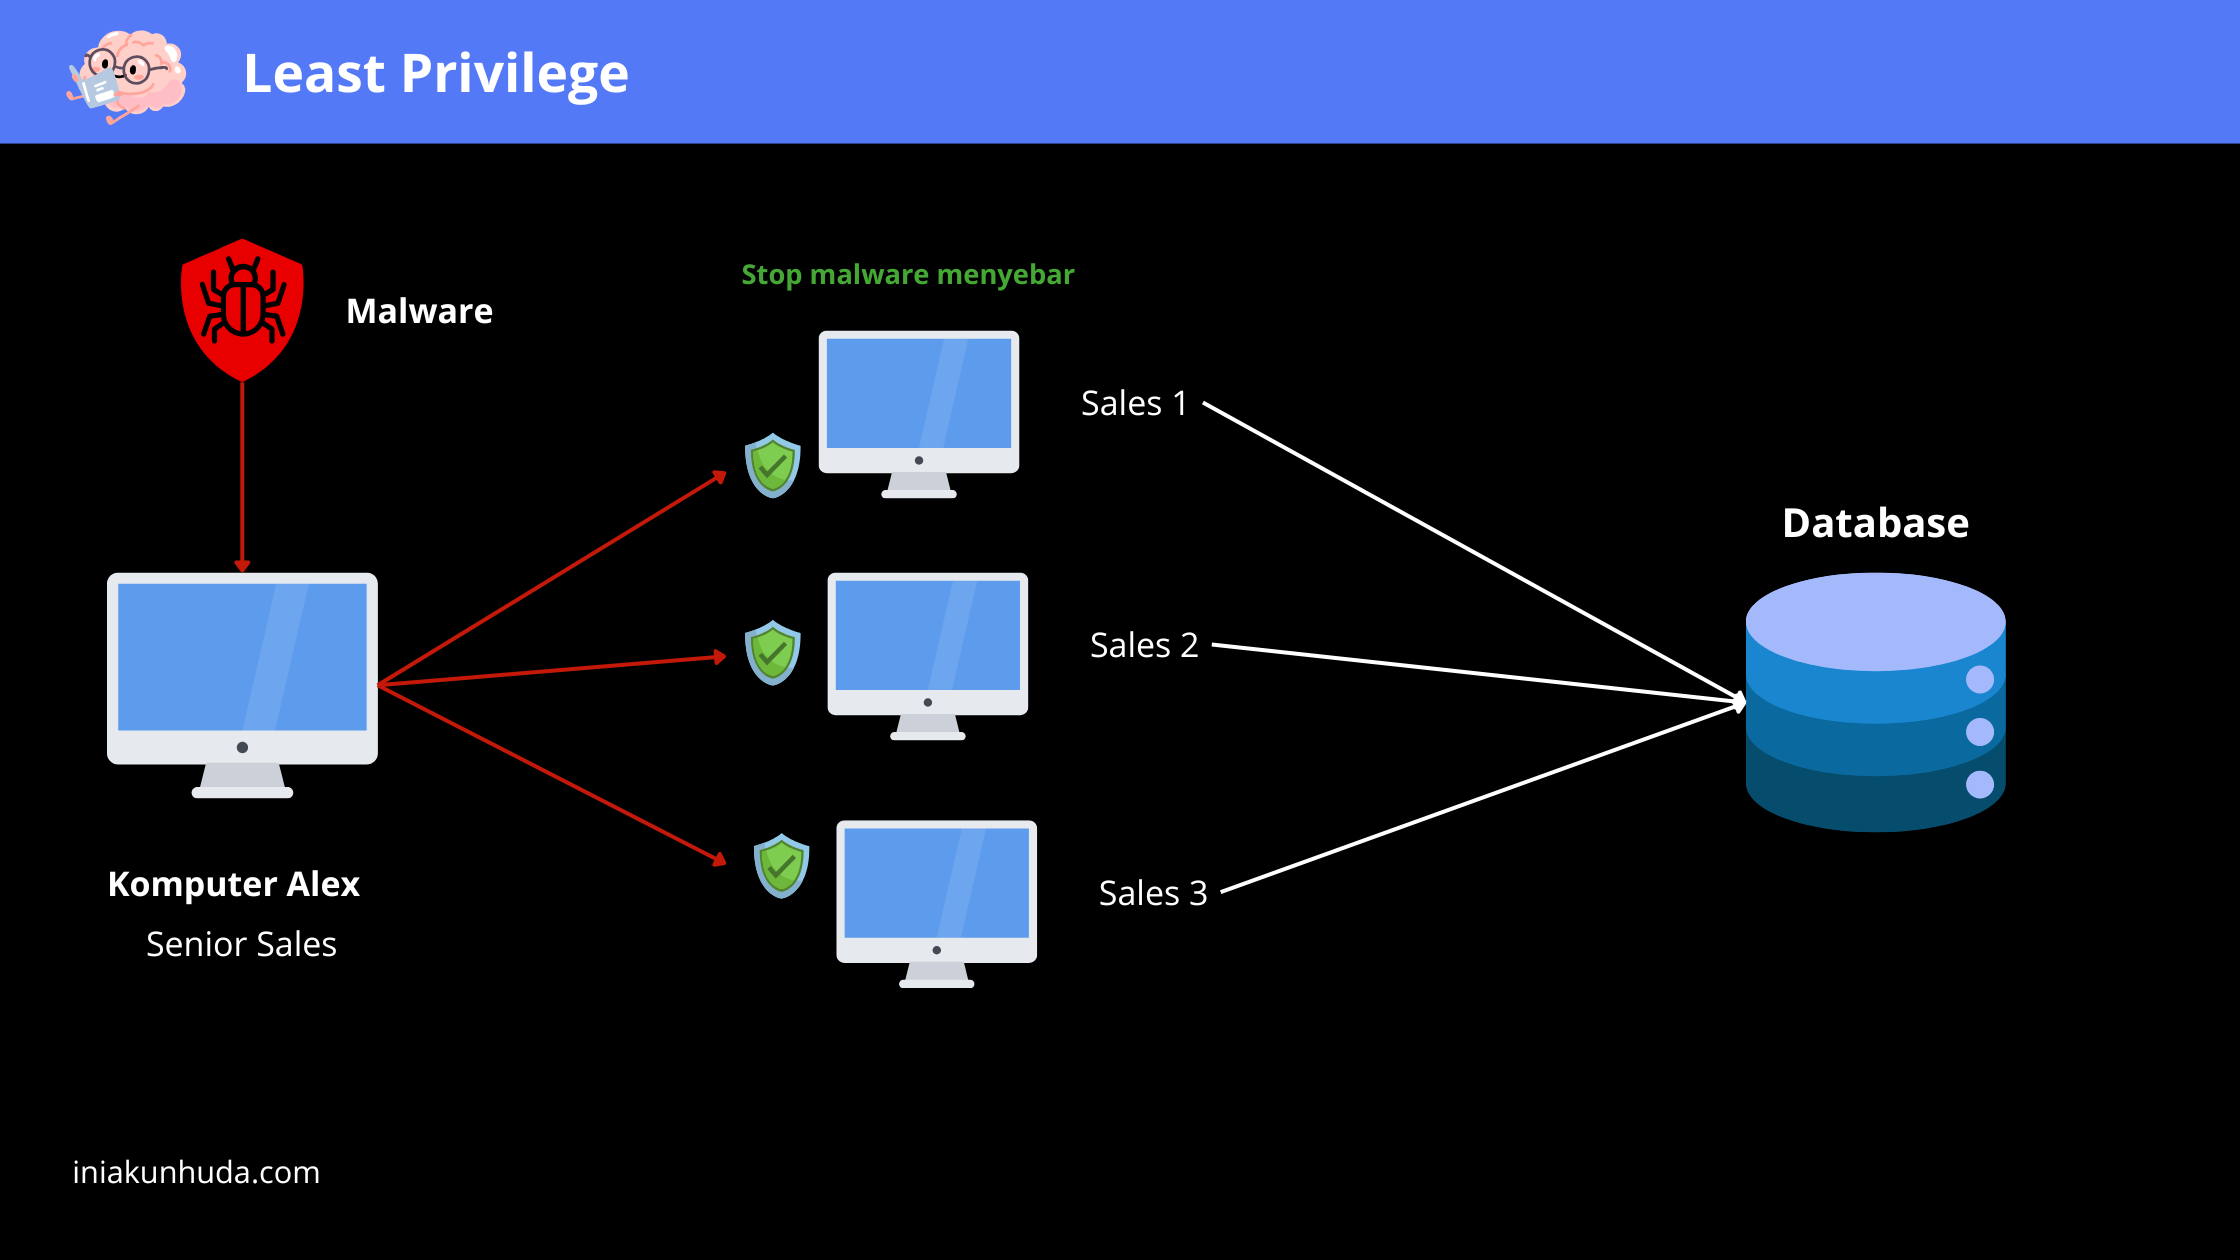 Least Privilege
Malware
Stop malware menyebar
Sales 1
Sales 2
Sales 3
Database
Komputer Alex
Senior Sales
iniakunhuda.com